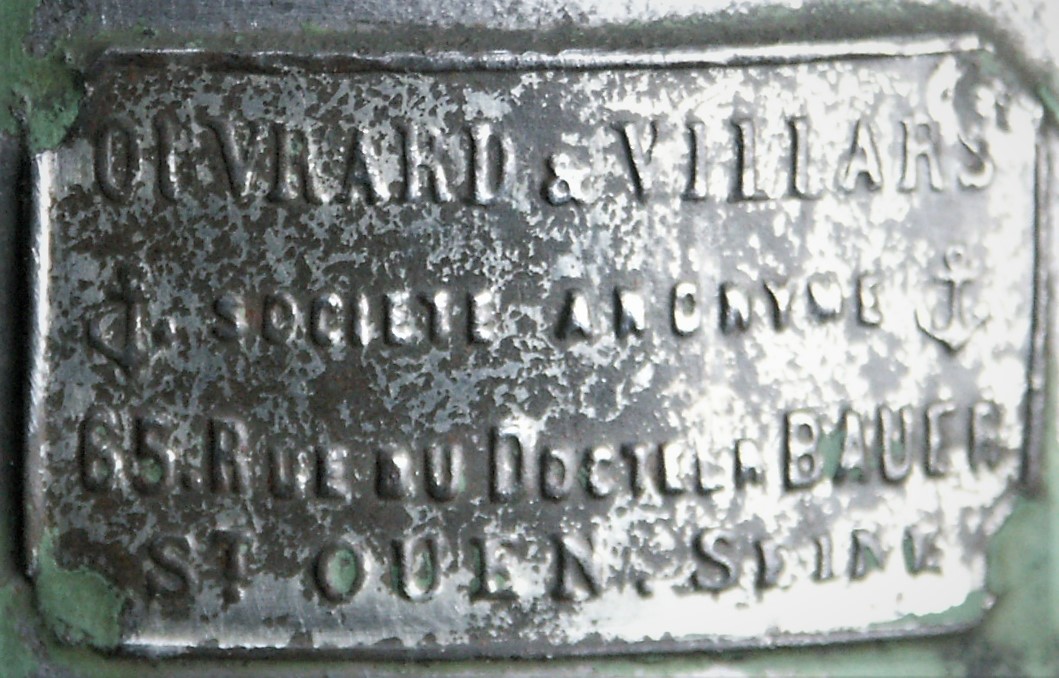 OUVRARD & VILLARS
SOCIETE ANONYME
65. RUE DU DOCTEUR BAUER
ST OUEN. SEINE